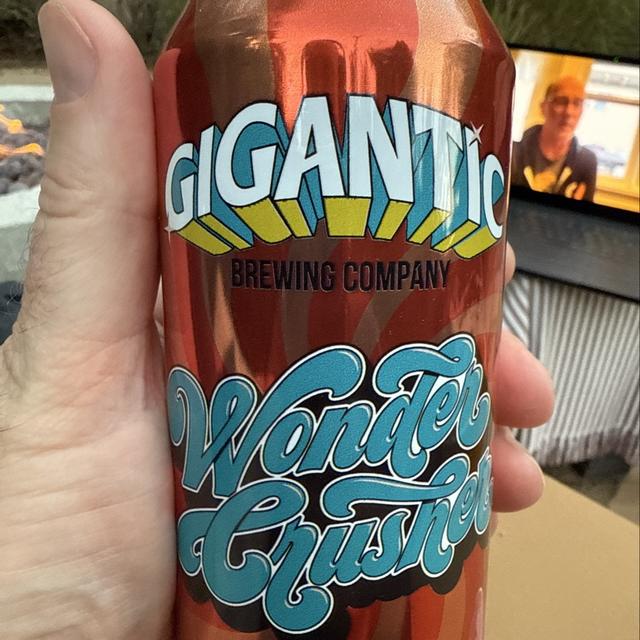 GIGANTIC
BREWING COMPANY
Wonder
Crusher